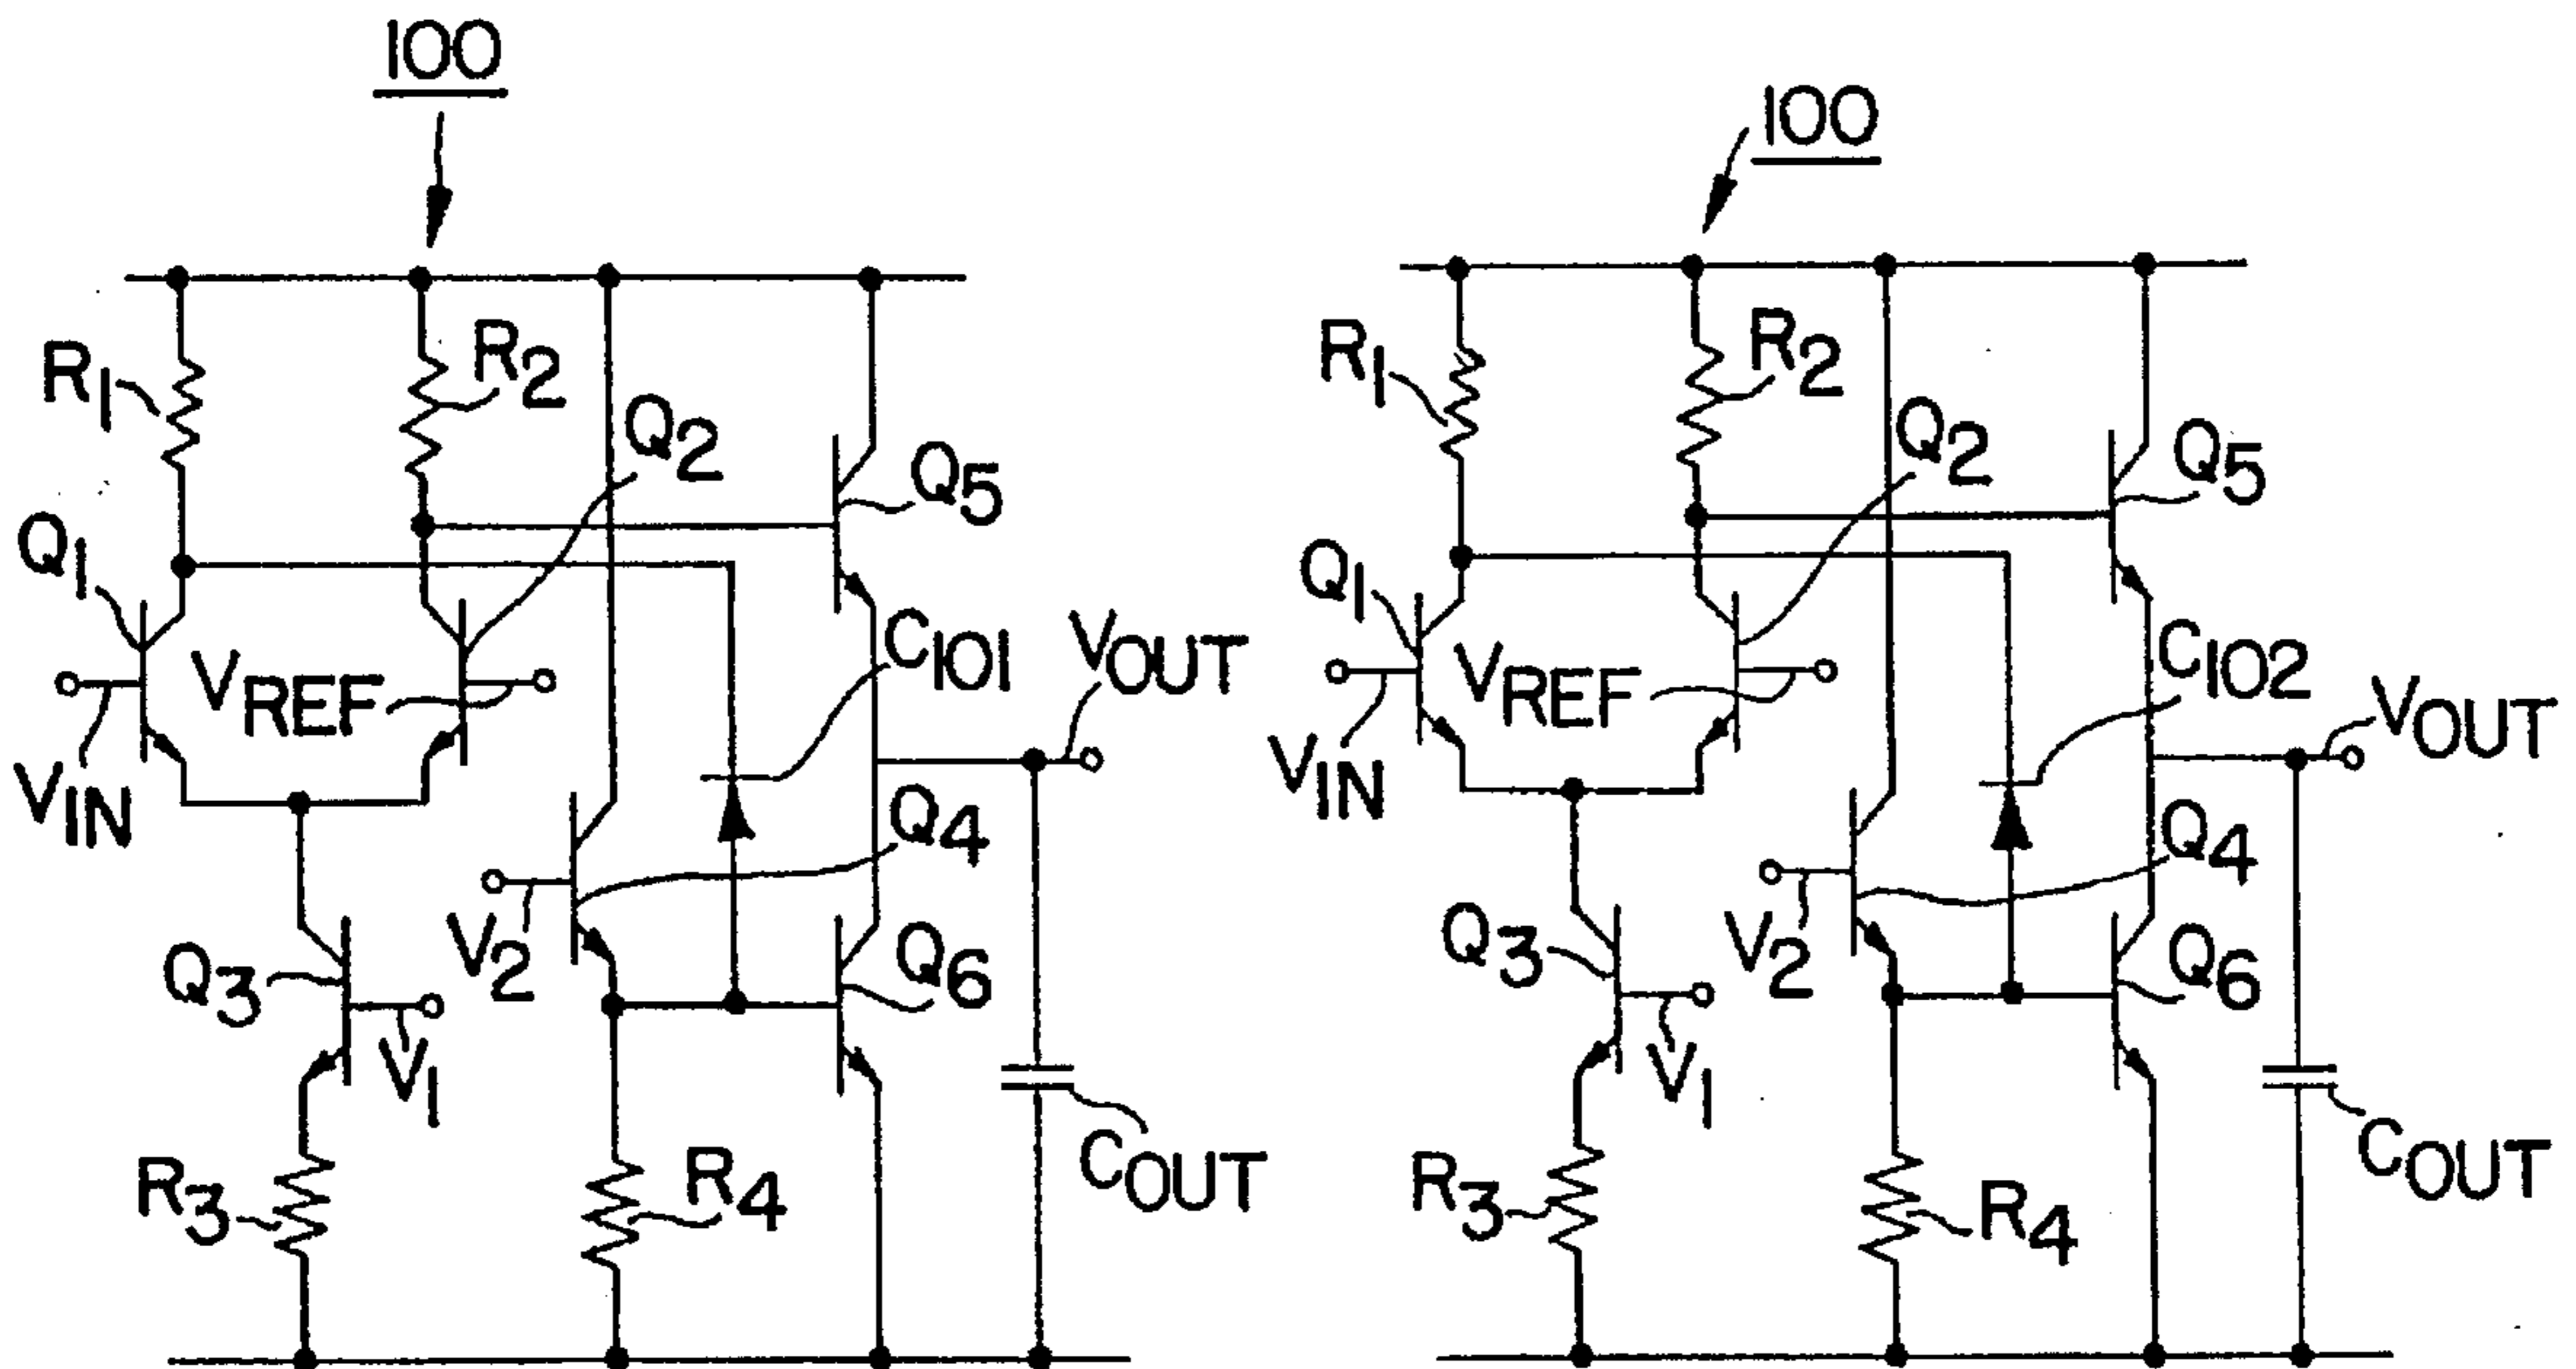 100
R1
R2
Q2
Q5
Q1
VREF
C101
VOUT
VIN
Q4
V2
Q3
Q6
V1
R3
R4
COUT
100
R1
R2
Q2
Q5
Q1
VREF
C102
VOUT
VIN
Q4
V2
Q3
Q6
V1
R3
R4
COUT